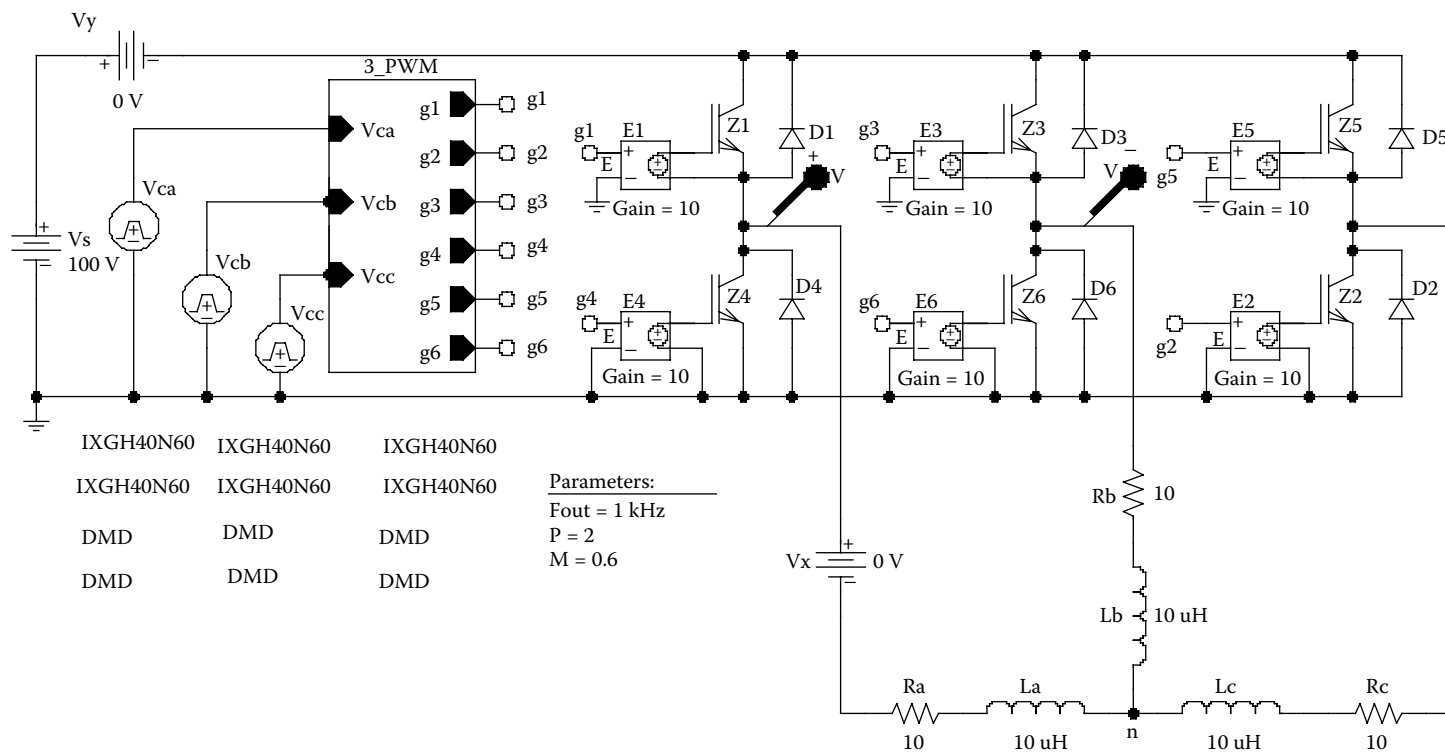 Vy
+ −
0 V
3_PWM
Vca
Vcb
Vcc
g1
g2
g3
g4
g5
g6
g1
g2
g3
g4
g5
g6
Vca
+
−
Vcb
+
−
Vcc
+
−
+
Vs
100 V
−
g1
E1
E
+
−
+
−
Gain = 10
Z1
D1
+
V
g3
E3
E
+
−
+
−
Gain = 10
Z3
D3
−
V
g5
E5
E
+
−
+
−
Gain = 10
Z5
D5
g4
E4
E
+
−
+
−
Gain = 10
Z4
D4
g6
E6
E
+
−
+
−
Gain = 10
Z6
D6
g2
E2
E
+
−
+
−
Gain = 10
Z2
D2
IXGH40N60 IXGH40N60 IXGH40N60
IXGH40N60 IXGH40N60 IXGH40N60
DMD DMD DMD
DMD DMD DMD
Parameters:
Fout = 1 kHz
P = 2
M = 0.6
Vx
+
−
0 V
Rb 10
Lb 10 uH
Ra
10
La
10 uH
n
Lc
10 uH
Rc
10